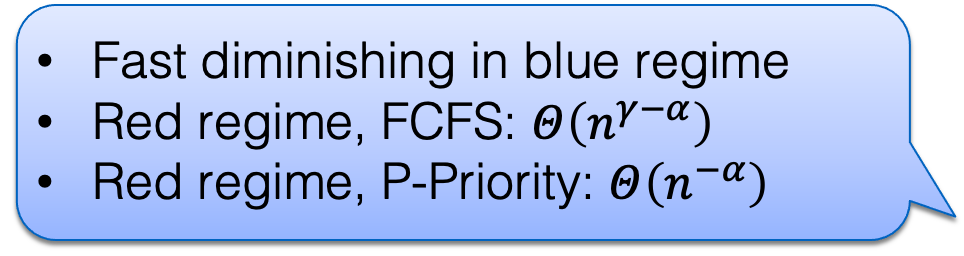 • Fast diminishing in blue regime
• Red regime, FCFS: Θ(n^{γ−α})
• Red regime, P-Priority: Θ(n^{−α})